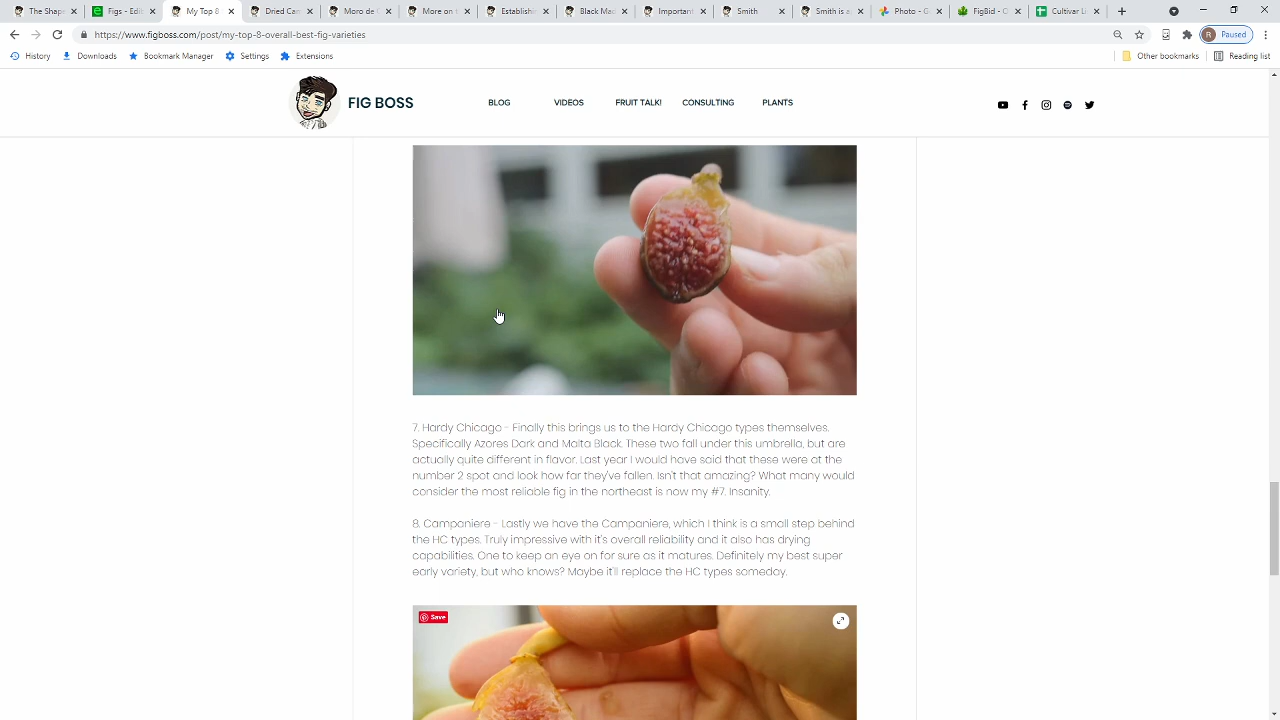 The Shap
Figs - Edit
My Top 8
Dried Can
More de
More on
Establishi
Black Mac
Important
Smith
Smith is a
Photo - G
FigBid - O
Cultivar Li
https://www.figboss.com/post/my-top-8-overall-best-fig-varieties
R Paused
History
Downloads
Bookmark Manager
Settings
Extensions
Other bookmarks
Reading list
FIG BOSS
BLOG
VIDEOS
FRUIT TALK!
CONSULTING
PLANTS
7. Hardy Chicago - Finally this brings us to the Hardy Chicago types themselves.
Specifically Azores Dark and Malta Black. These two fall under this umbrella, but are
actually quite different in flavor. Last year I would have said that these were at the
number 2 spot and look how far they've fallen. Isn't that amazing? What many would
consider the most reliable fig in the northeast is now my #7. Insanity.
8. Campaniere - Lastly we have the Campaniere, which I think is a small step behind
the HC types. Truly impressive with it's overall reliability and it also has drying
capabilities. One to keep an eye on for sure as it matures. Definitely my best super
early variety, but who knows? Maybe it'll replace the HC types someday.
Save